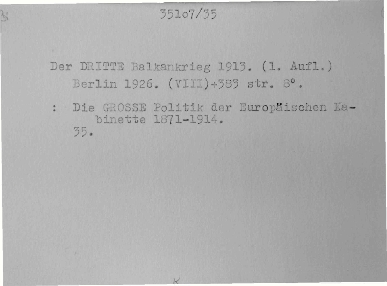 35107/35
Der DRITTE Balkankrieg 1913. (1. Aufl.)
Berlin 1926. (VIII)+383 str. 8°.
: Die GROSSE Politik der Europäischen Ka-
binette 1871-1914.
35.